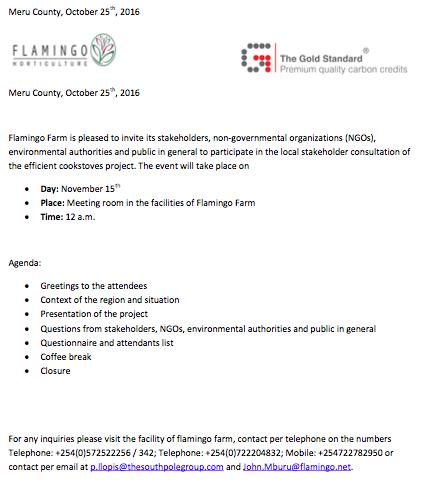 Meru County, October 25th, 2016
FLAMINGO
HORTICULTURE
The Gold Standard®
Premium quality carbon credits
Meru County, October 25th, 2016
Flamingo Farm is pleased to invite its stakeholders, non-governmental organizations (NGOs),
environmental authorities and public in general to participate in the local stakeholder consultation of
the efficient cookstoves project. The event will take place on
• Day: November 15th
• Place: Meeting room in the facilities of Flamingo Farm
• Time: 12 a.m.
Agenda:
• Greetings to the attendees
• Context of the region and situation
• Presentation of the project
• Questions from stakeholders, NGOs, environmental authorities and public in general
• Questionnaire and attendants list
• Coffee break
• Closure
For any inquiries please visit the facility of flamingo farm, contact per telephone on the numbers
Telephone: +254(0)572522256 / 342; Telephone: +254(0)722204832; Mobile: +254722782950 or
contact per email at p.llopis@thesouthpolegroup.com and John.Mburu@flamingo.net.